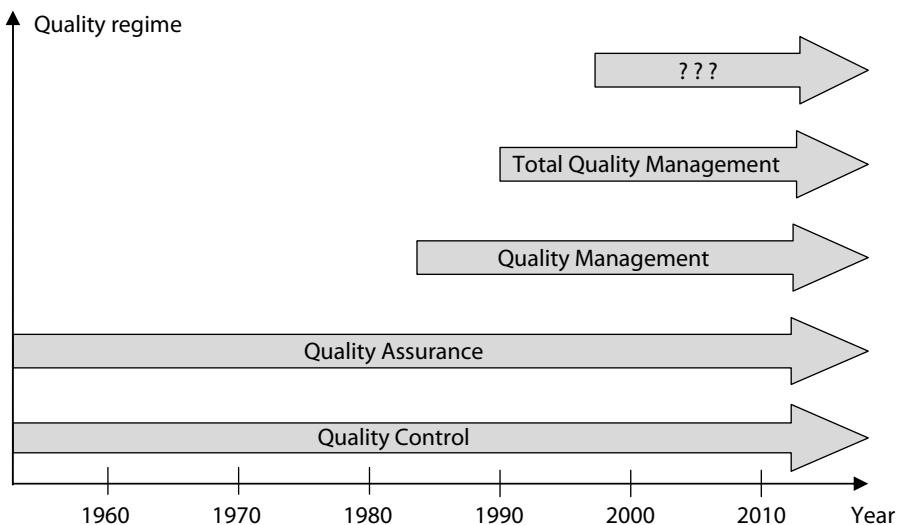 Quality regime
? ? ?
Total Quality Management
Quality Management
Quality Assurance
Quality Control
1960 1970 1980 1990 2000 2010 Year